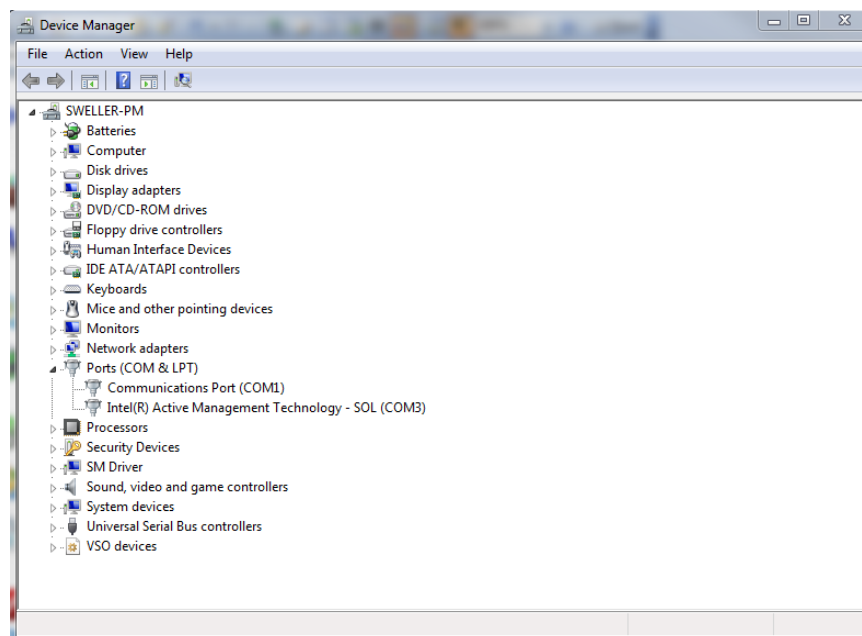 Device Manager
File Action View Help
SWELLER-PM
Batteries
Computer
Disk drives
Display adapters
DVD/CD-ROM drives
Floppy drive controllers
Human Interface Devices
IDE ATA/ATAPI controllers
Keyboards
Mice and other pointing devices
Monitors
Network adapters
Ports (COM & LPT)
Communications Port (COM1)
Intel(R) Active Management Technology - SOL (COM3)
Processors
Security Devices
SM Driver
Sound, video and game controllers
System devices
Universal Serial Bus controllers
VSO devices